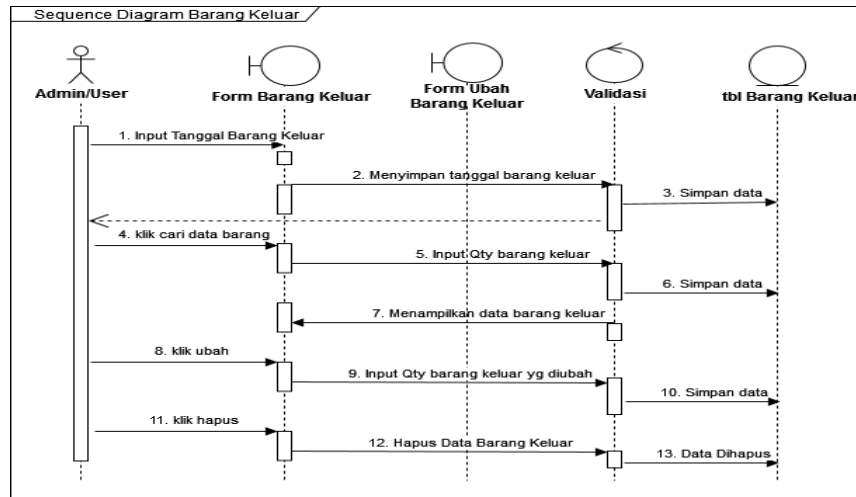 Sequence Diagram Barang Keluar
Admin/User
Form Barang Keluar
Form Ubah
Barang Keluar
Validasi
tbl Barang Keluar
1. Input Tanggal Barang Keluar
2. Menyimpan tanggal barang keluar
3. Simpan data
4. klik cari data barang
5. Input Qty barang keluar
6. Simpan data
7. Menampilkan data barang keluar
8. klik ubah
9. Input Qty barang keluar yg diubah
10. Simpan data
11. klik hapus
12. Hapus Data Barang Keluar
13. Data Dihapus